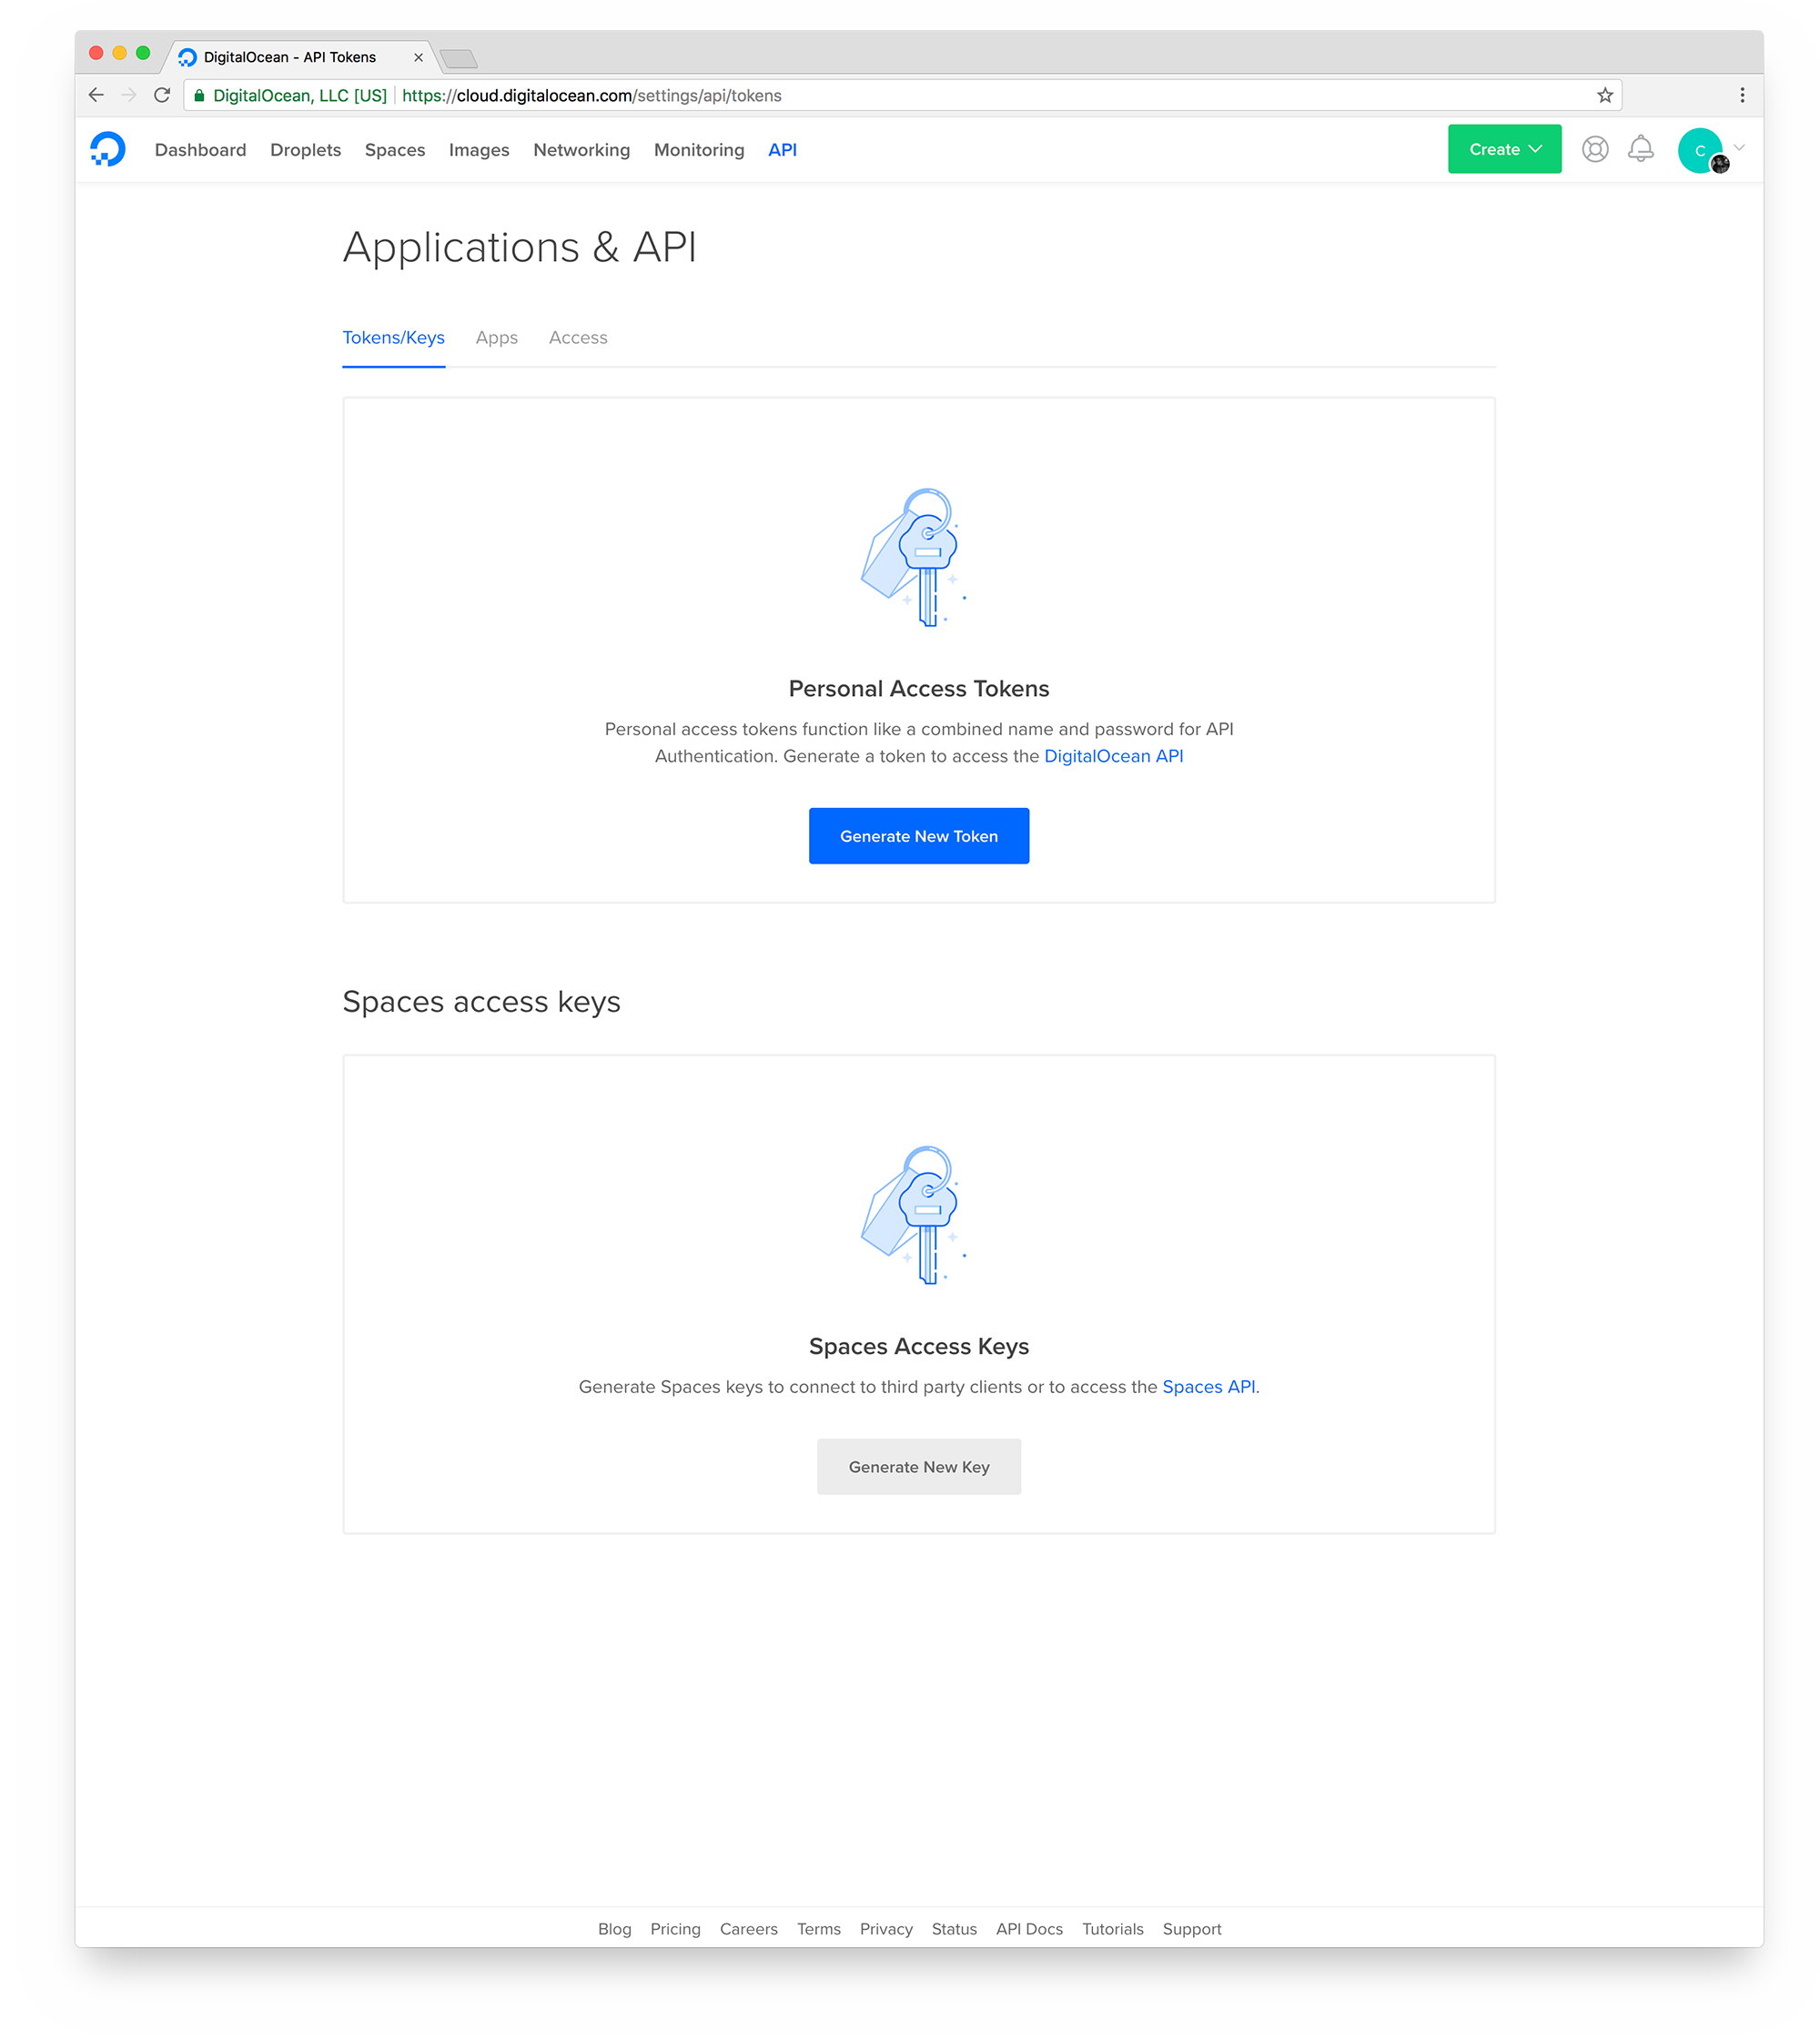 DigitalOcean - API Tokens
DigitalOcean, LLC [US] https://cloud.digitalocean.com/settings/api/tokens
Dashboard Droplets Spaces Images Networking Monitoring API Create C
Applications & API
Tokens/Keys Apps Access
Personal Access Tokens
Personal access tokens function like a combined name and password for API
Authentication. Generate a token to access the DigitalOcean API
Generate New Token
Spaces access keys
Spaces Access Keys
Generate Spaces keys to connect to third party clients or to access the Spaces API.
Generate New Key
Blog Pricing Careers Terms Privacy Status API Docs Tutorials Support